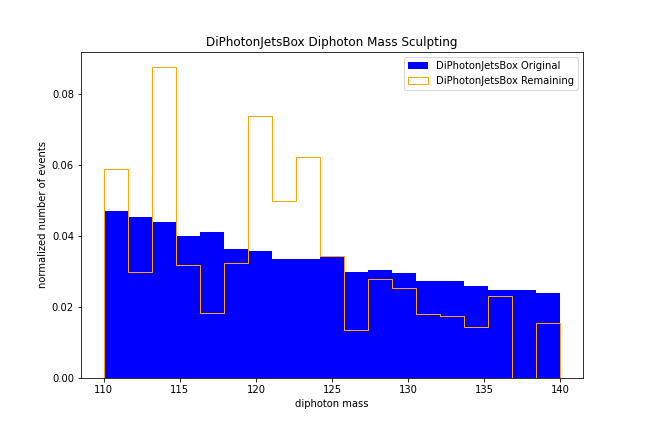 DiPhotonJetsBox Diphoton Mass Sculpting
DiPhotonJetsBox Original
DiPhotonJetsBox Remaining
normalized number of events
0.08
0.06
0.04
0.02
0.00
110 115 120 125 130 135 140
diphoton mass